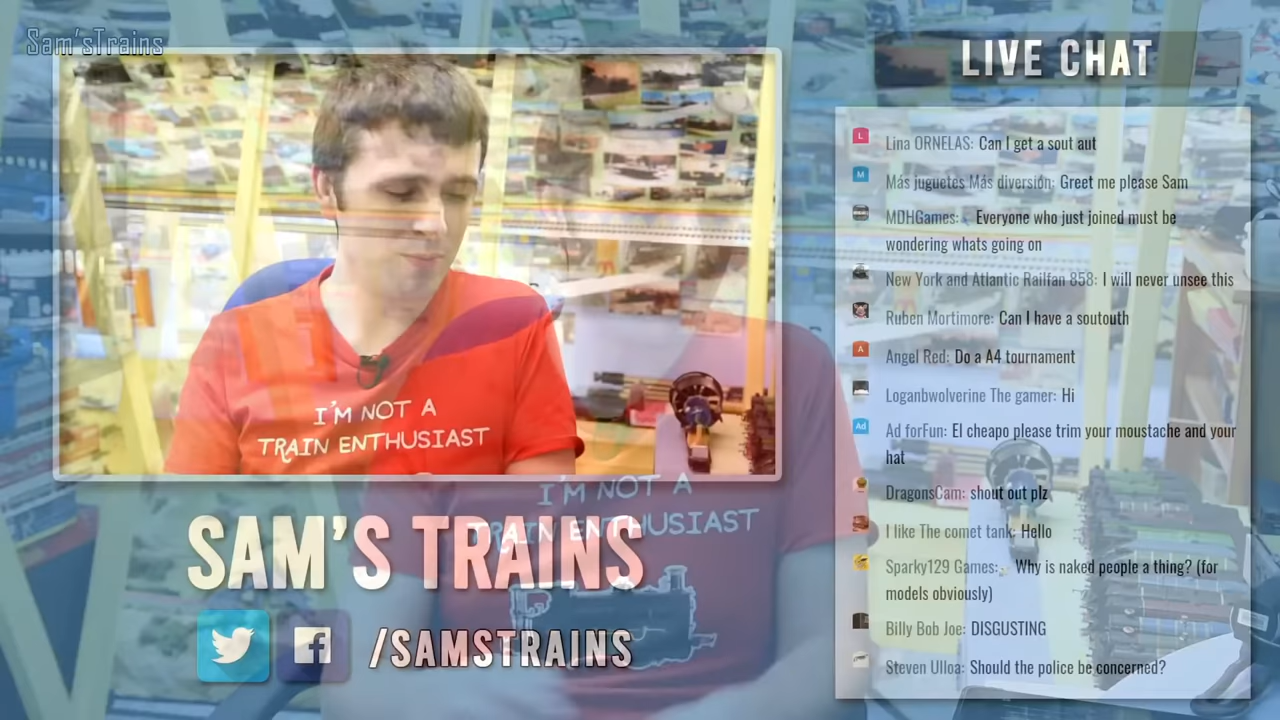 Sam'sTrains
LIVE CHAT
L
Lina ORNELAS: Can I get a sout aut
M
Más juguetes Más diversión: Greet me please Sam
MDHGames: Everyone who just joined must be
wondering whats going on
New York and Atlantic Railfan 858: I will never unsee this
Ruben Mortimore: Can I have a soutouth
A
Angel Red: Do a A4 tournament
Loganbwolverine The gamer: Hi
Ad
Ad forFun: El cheapo please trim your moustache and your
hat
DragonsCam: shout out plz
I like The comet tank: Hello
Sparky129 Games: Why is naked people a thing? (for
models obviously)
Billy Bob Joe: DISGUSTING
Steven Ulloa: Should the police be concerned?
I'M NOT A
TRAIN ENTHUSIAST
I'M NOT A
TRAIN ENTHUSIAST
SAM'S TRAINS
/SAMSTRAINS